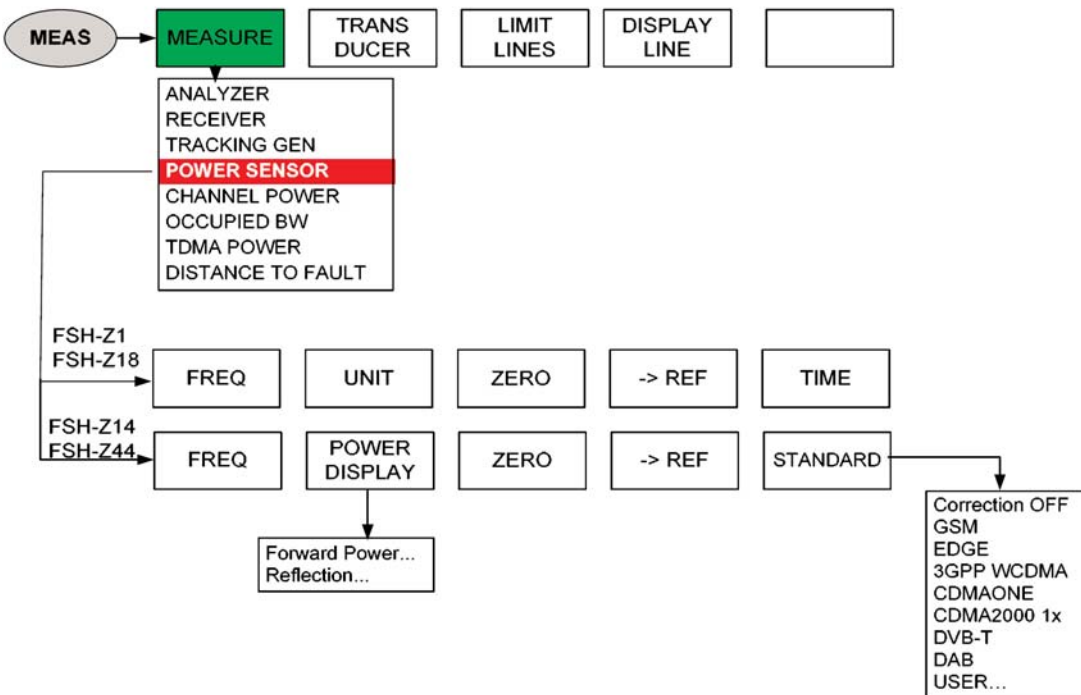 MEAS
MEASURE
TRANS
DUCER
LIMIT
LINES
DISPLAY
LINE
ANALYZER
RECEIVER
TRACKING GEN
POWER SENSOR
CHANNEL POWER
OCCUPIED BW
TDMA POWER
DISTANCE TO FAULT
FSH-Z1
FSH-Z18
FREQ
UNIT
ZERO
-> REF
TIME
FSH-Z14
FSH-Z44
FREQ
POWER
DISPLAY
ZERO
-> REF
STANDARD
Forward Power...
Reflection...
Correction OFF
GSM
EDGE
3GPP WCDMA
CDMAONE
CDMA2000 1x
DVB-T
DAB
USER...